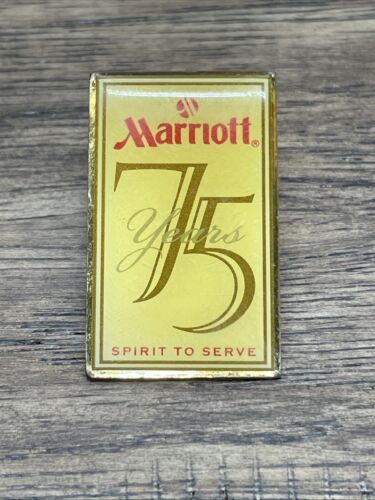 Marriott®
75
Years
SPIRIT TO SERVE